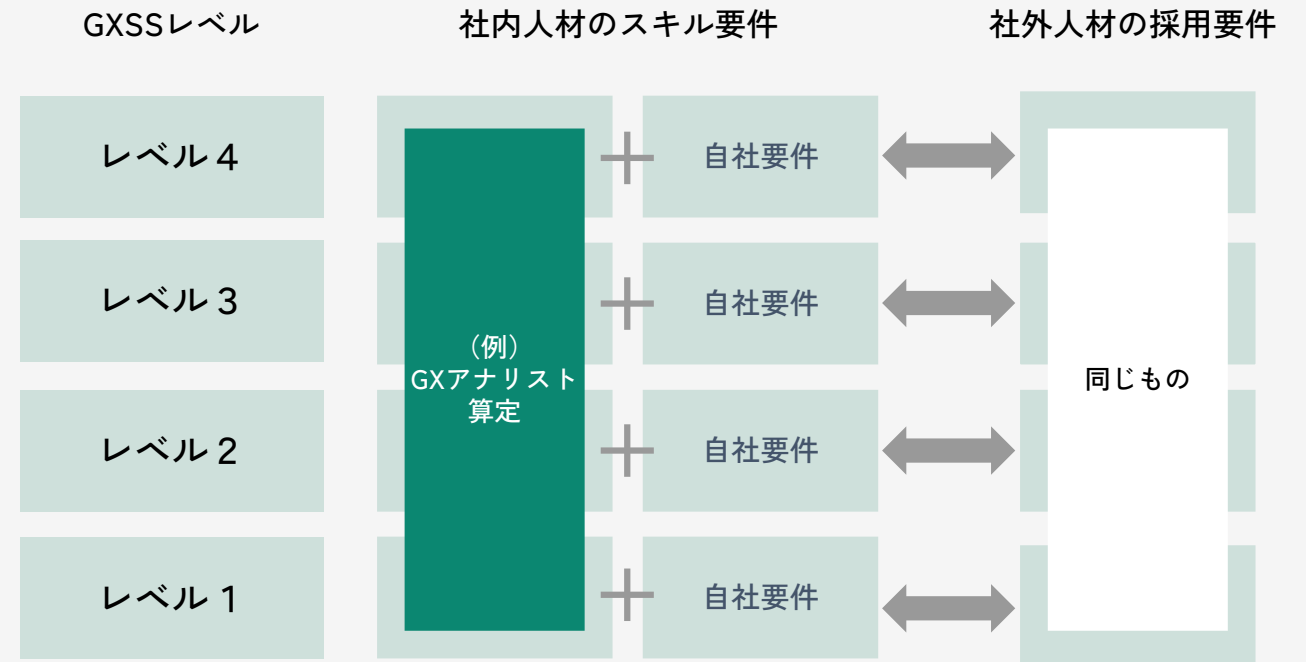 GXSSレベル
社内人材のスキル要件
社外人材の採用要件
レベル４
自社要件
レベル３
自社要件
（例）
GXアナリスト
算定
同じもの
レベル２
自社要件
レベル１
自社要件